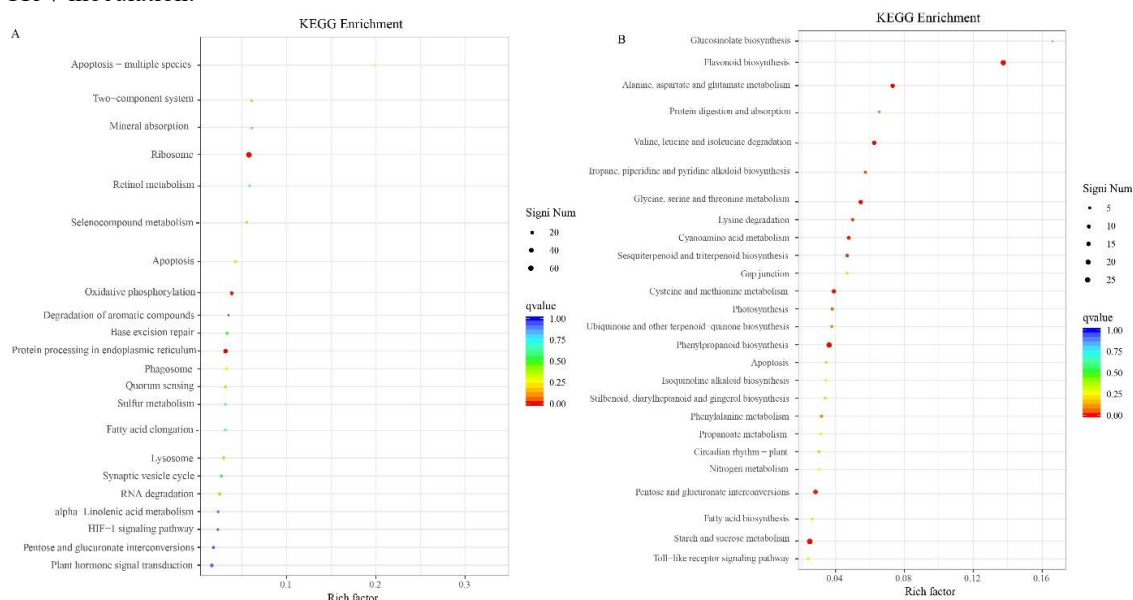 KEGG Enrichment
A
Apoptosis − multiple species
Two−component system
Mineral absorption
Ribosome
Retinol metabolism
Selenocompound metabolism
Apoptosis
Oxidative phosphorylation
Degradation of aromatic compounds
Base excision repair
Protein processing in endoplasmic reticulum
Phagosome
Quorum sensing
Sulfur metabolism
Fatty acid elongation
Lysosome
Synaptic vesicle cycle
RNA degradation
alpha−Linolenic acid metabolism
HIF−1 signaling pathway
Pentose and glucuronate interconversions
Plant hormone signal transduction
0.1
0.2
0.3
Rich factor
Signi Num
20
40
60
qvalue
1.00
0.75
0.50
0.25
0.00
KEGG Enrichment
B
Glucosinolate biosynthesis
Flavonoid biosynthesis
Alanine, aspartate and glutamate metabolism
Protein digestion and absorption
Valine, leucine and isoleucine degradation
Tropane, piperidine and pyridine alkaloid biosynthesis
Glycine, serine and threonine metabolism
Lysine degradation
Cyanoamino acid metabolism
Sesquiterpenoid and triterpenoid biosynthesis
Gap junction
Cysteine and methionine metabolism
Photosynthesis
Ubiquinone and other terpenoid−quinone biosynthesis
Phenylpropanoid biosynthesis
Apoptosis
Isoquinoline alkaloid biosynthesis
Stilbenoid, diarylheptanoid and gingerol biosynthesis
Phenylalanine metabolism
Propanoate metabolism
Circadian rhythm − plant
Nitrogen metabolism
Pentose and glucuronate interconversions
Fatty acid biosynthesis
Starch and sucrose metabolism
Toll−like receptor signaling pathway
0.04
0.08
0.12
0.16
Rich factor
Signi Num
5
10
15
20
25
qvalue
1.00
0.75
0.50
0.25
0.00